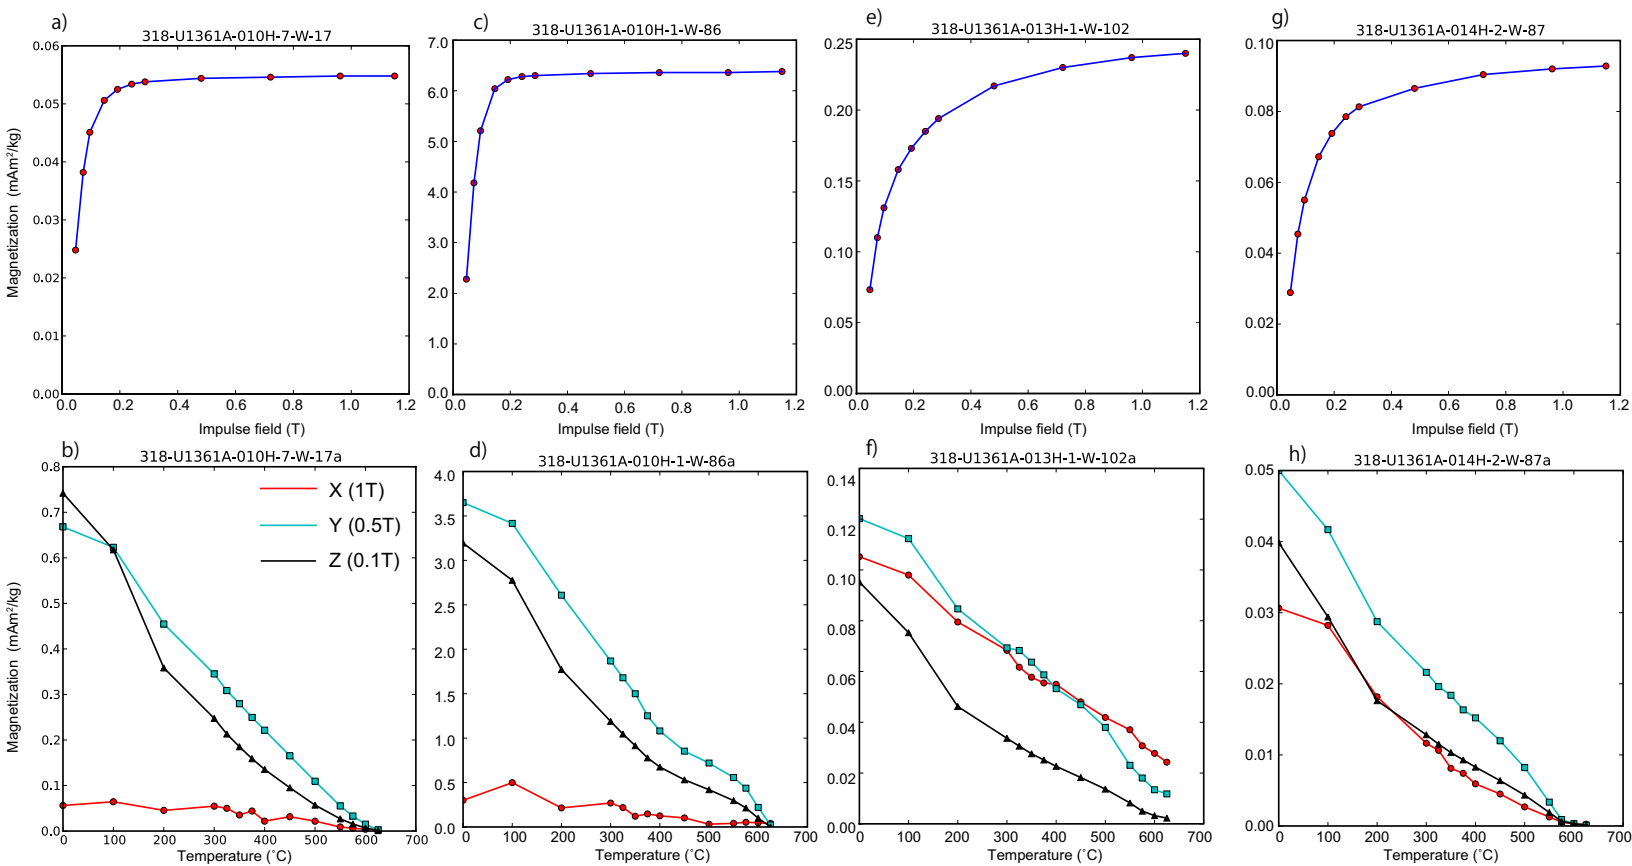 a)
318-U1361A-010H-7-W-17
0.06
0.05
0.04
0.03
0.02
0.01
0.00
0.0 0.2 0.4 0.6 0.8 1.0 1.2
Magnetization (mAm²/kg)
Impulse field (T)
c)
318-U1361A-010H-1-W-86
7.0
6.0
5.0
4.0
3.0
2.0
1.0
0.0
0.0 0.2 0.4 0.6 0.8 1.0 1.2
Impulse field (T)
e)
318-U1361A-013H-1-W-102
0.25
0.20
0.15
0.10
0.05
0.00
0.0 0.2 0.4 0.6 0.8 1.0 1.2
Impulse field (T)
g)
318-U1361A-014H-2-W-87
0.10
0.08
0.06
0.04
0.02
0.00
0.0 0.2 0.4 0.6 0.8 1.0 1.2
Impulse field (T)
b)
318-U1361A-010H-7-W-17a
0.8
0.7
0.6
0.5
0.4
0.3
0.2
0.1
0.0
0 100 200 300 400 500 600 700
Magnetization (mAm²/kg)
Temperature (˚C)
X (1T)
Y (0.5T)
Z (0.1T)
d)
318-U1361A-010H-1-W-86a
4.0
3.5
3.0
2.5
2.0
1.5
1.0
0.5
0.0
0 100 200 300 400 500 600 700
Temperature (˚C)
f)
318-U1361A-013H-1-W-102a
0.14
0.12
0.10
0.08
0.06
0.04
0.02
0.00
0 100 200 300 400 500 600 700
Temperature (˚C)
h)
318-U1361A-014H-2-W-87a
0.05
0.04
0.03
0.02
0.01
0.00
0 100 200 300 400 500 600 700
Temperature (˚C)